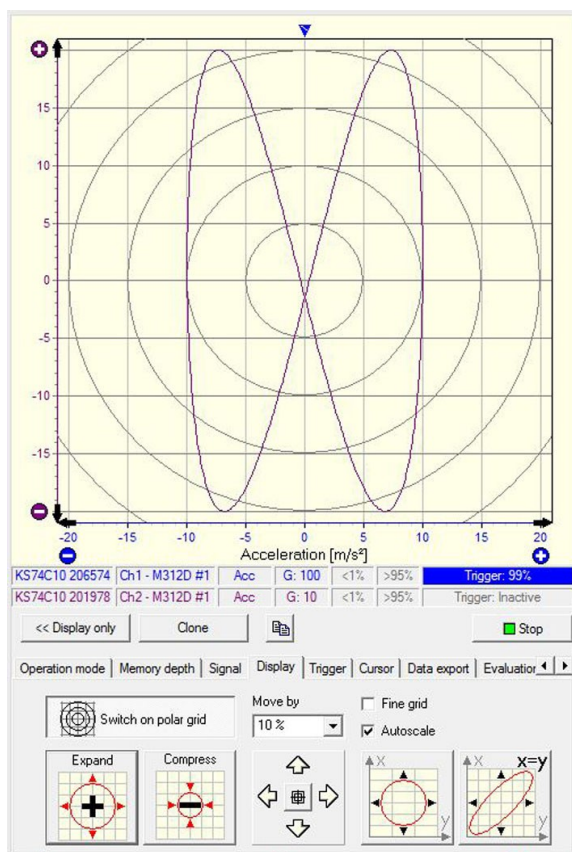 15
10
5
0
-5
-10
-15
-20 -15 -10 -5 0 5 10 15 20
Acceleration [m/s²]
KS74C10 206574 Ch1 - M312D #1 Acc G: 100 <1% >95% Trigger: 99%
KS74C10 201978 Ch2 - M312D #1 Acc G: 10 <1% >95% Trigger: Inactive
<< Display only Clone Stop
Operation mode Memory depth Signal Display Trigger Cursor Data export Evaluation
Switch on polar grid
Move by
10 %
Fine grid
Autoscale
Expand
Compress
x
y
x=y
x
y